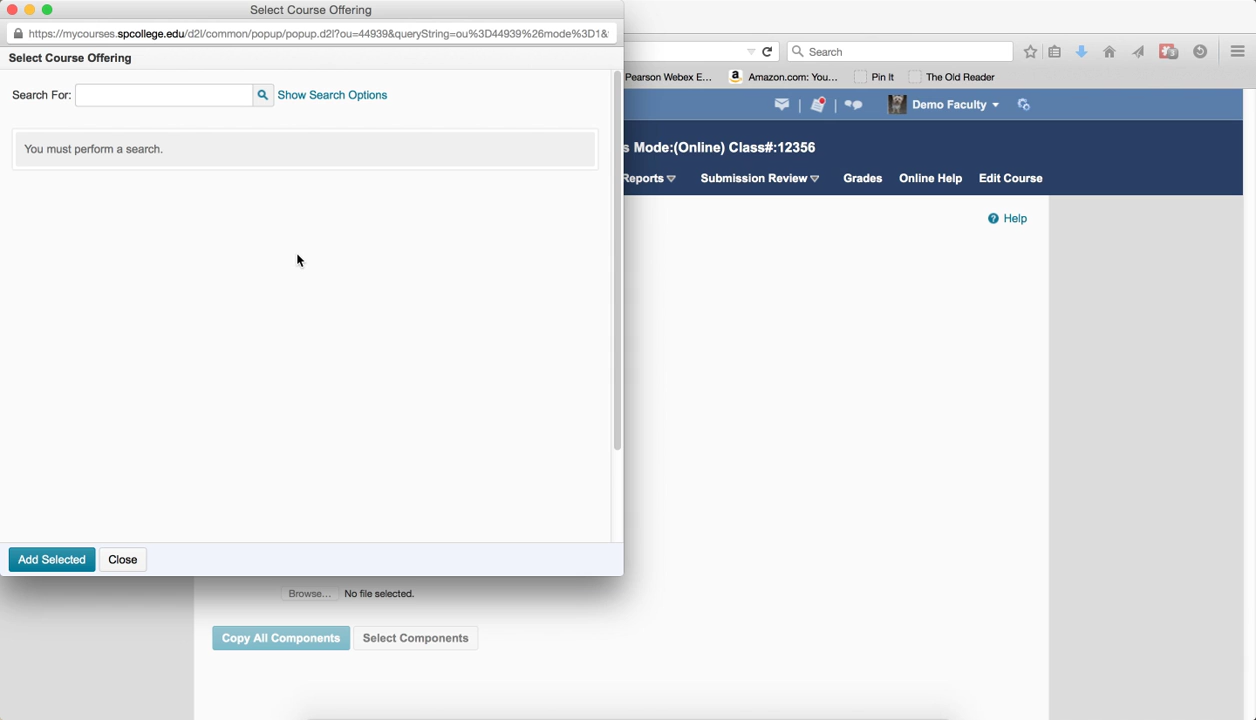 Select Course Offering
https://mycourses.spcollege.edu/d2l/common/popup/popup.d2l?ou=44939&queryString=ou%3D44939%26mode%3D1&
Search
Select Course Offering
Pearson Webex E...
Amazon.com: You...
Pin It
The Old Reader
Search For:
Show Search Options
Demo Faculty
You must perform a search.
s Mode:(Online) Class#:12356
Reports
Submission Review
Grades
Online Help
Edit Course
Help
Add Selected
Close
Browse...
No file selected.
Copy All Components
Select Components